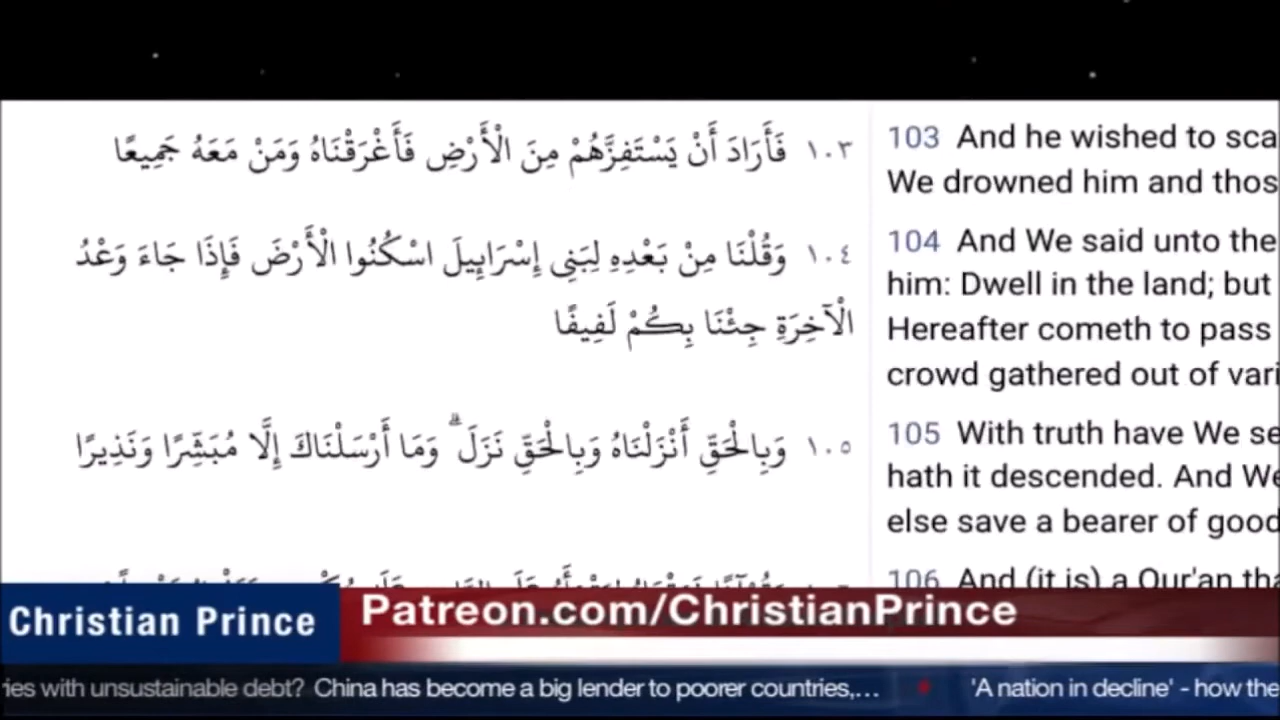 ١٠٣ فَأَرَادَ أَنْ يَسْتَفِزَّهُمْ مِنَ الْأَرْضِ فَأَغْرَقْنَاهُ وَمَنْ مَعَهُ جَمِيعًا
103 And he wished to sca
We drowned him and thos
١٠٤ وَقُلْنَا مِنْ بَعْدِهِ لِبَنِي إِسْرَايِيلَ اسْكُنُوا الْأَرْضَ فَإِذَا جَاءَ وَعْدُ
الْآخِرَةِ جِئْنَا بِكُمْ لَفِيفًا
104 And We said unto the
him: Dwell in the land; but
Hereafter cometh to pass
crowd gathered out of vari
١٠٥ وَبِالْحَقِّ أَنْزَلْنَاهُ وَبِالْحَقِّ نَزَلَ ۗ وَمَا أَرْسَلْنَاكَ إِلَّا مُبَشِّرًا وَنَذِيرًا
105 With truth have We se
hath it descended. And We
else save a bearer of good
106 And (it is) a Qur'an tha
Christian Prince
Patreon.com/ChristianPrince
ies with unsustainable debt? China has become a big lender to poorer countries,... 'A nation in decline' - how the